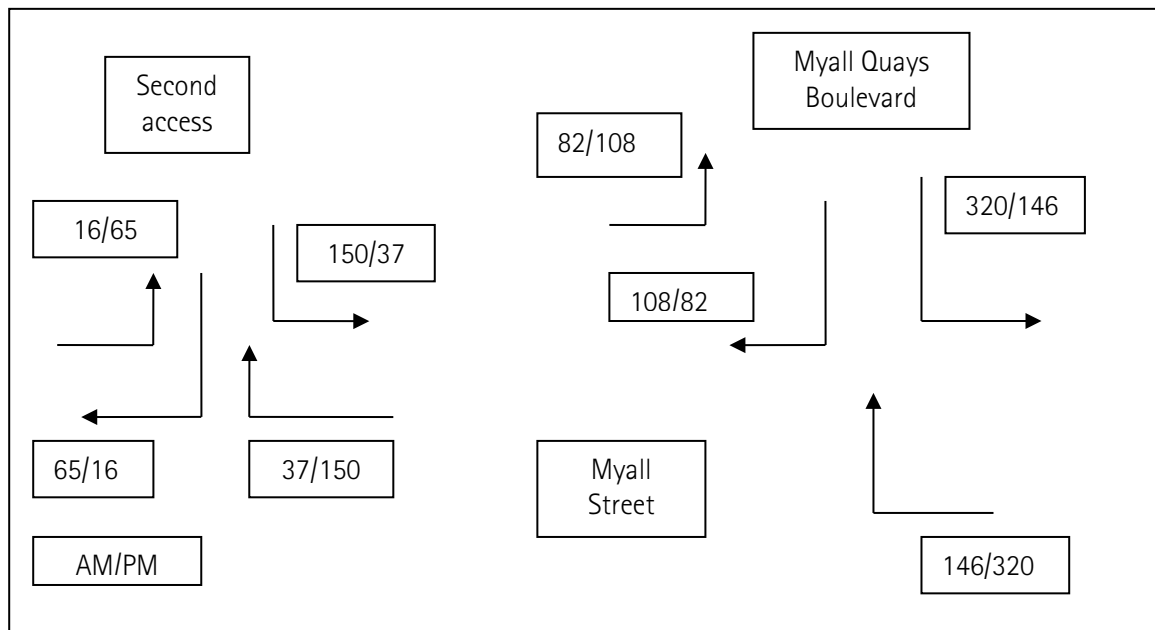 Second
access
Myall Quays
Boulevard
82/108
16/65
150/37
320/146
108/82
65/16
37/150
Myall
Street
AM/PM
146/320